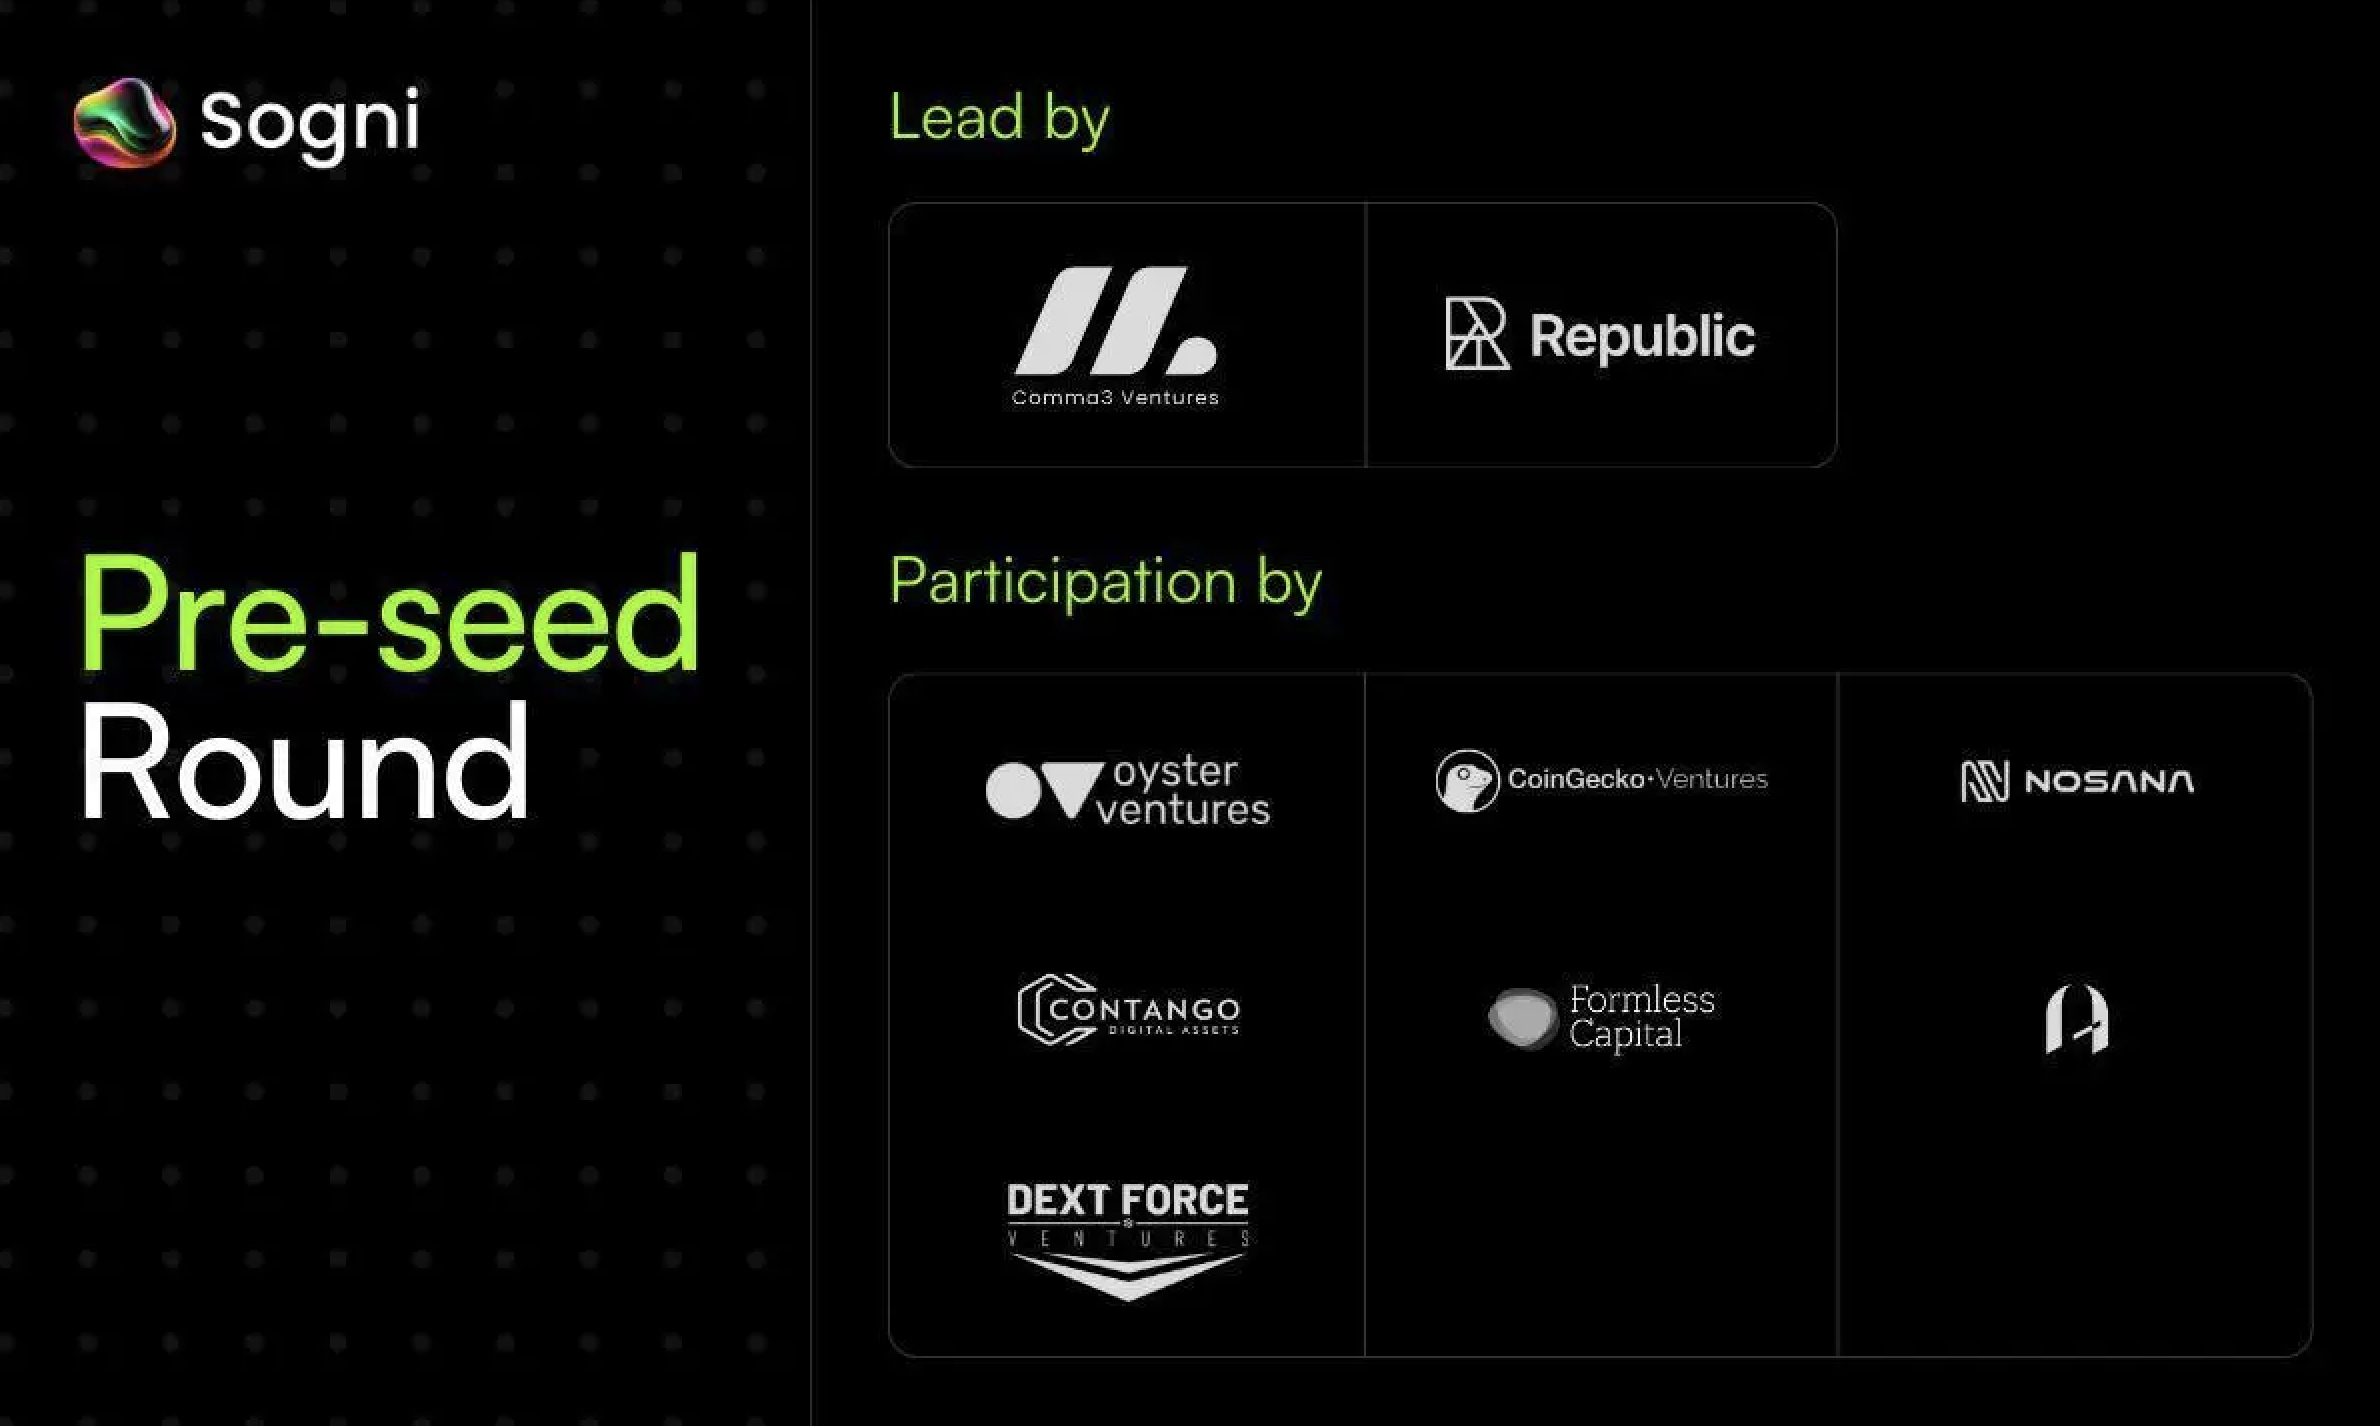 Sogni
Pre-seed
Round
Lead by
Comma3 Ventures
Republic
Participation by
oyster
ventures
CoinGecko·Ventures
NOSANA
CONTANGO
DIGITAL ASSETS
Formless
Capital
DEXT FORCE
VENTURES